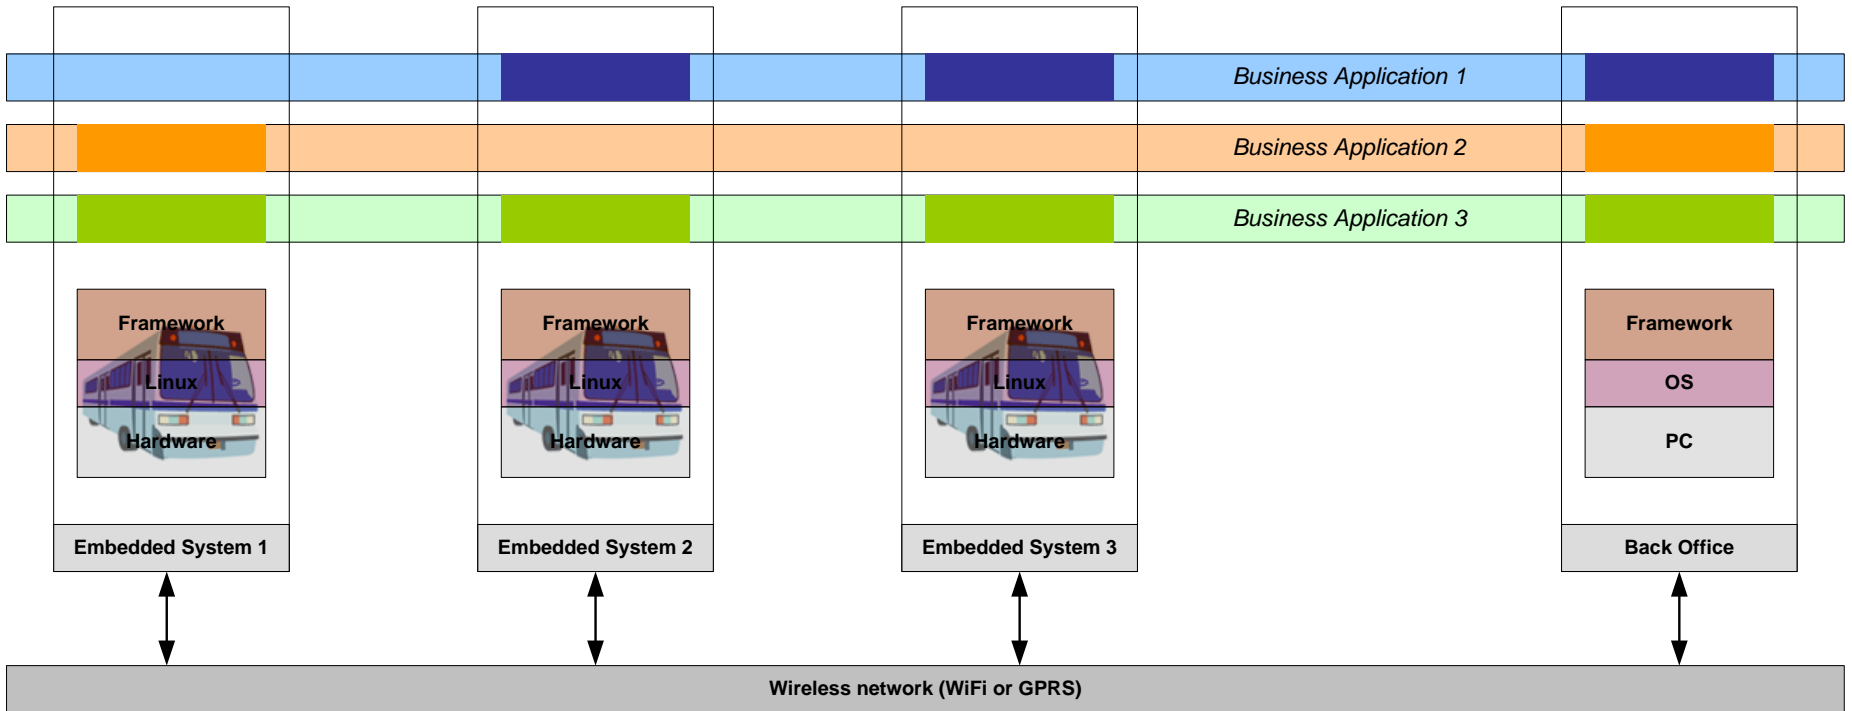 Business Application 1
Business Application 2
Business Application 3
Framework Framework Framework Framework
Linux Linux Linux OS
Hardware Hardware Hardware PC
Embedded System 1 Embedded System 2 Embedded System 3 Back Office
Wireless network (WiFi or GPRS)